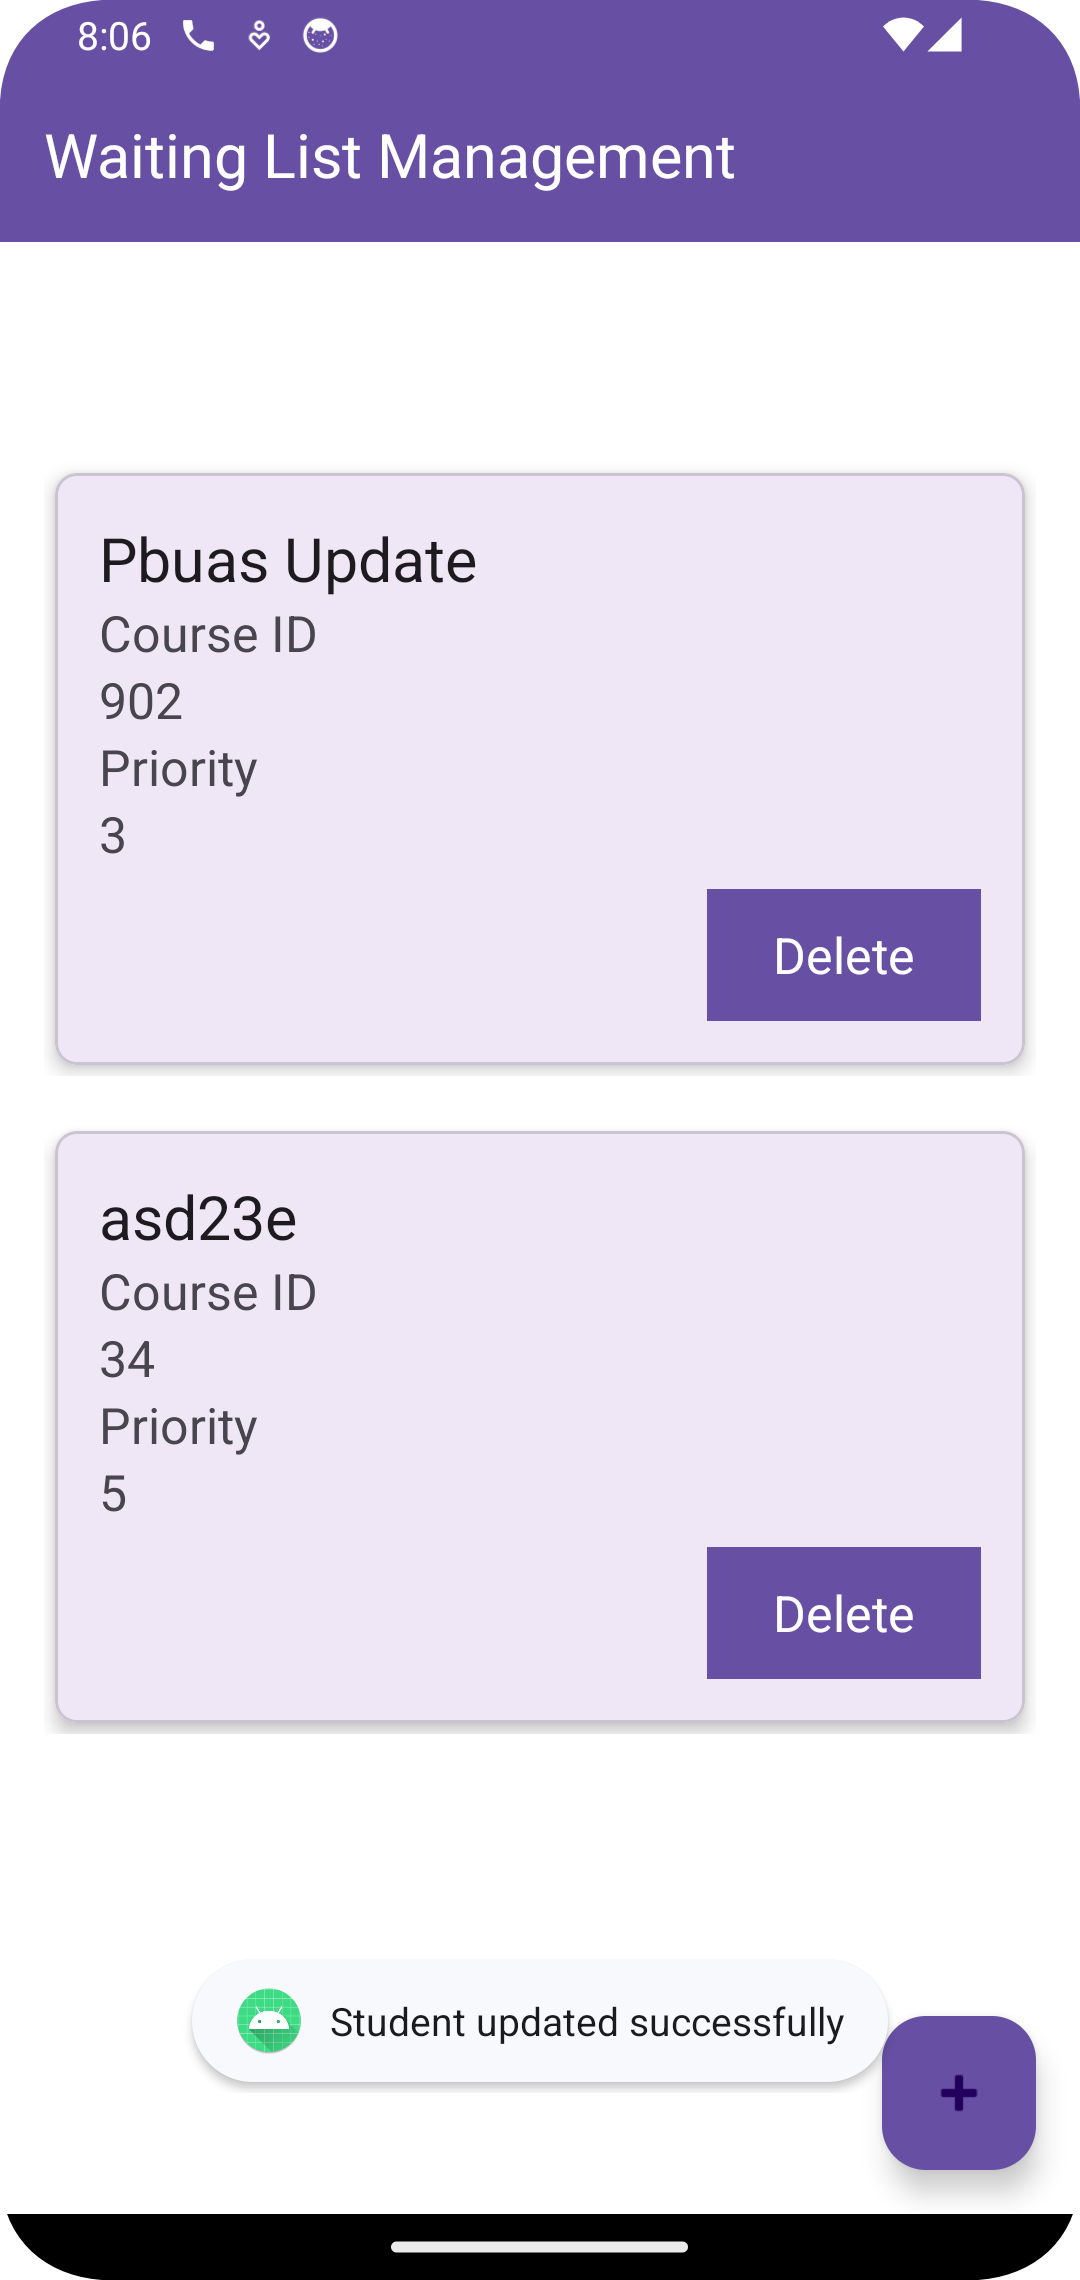 8:06
Waiting List Management
Pbuas Update
Course ID
902
Priority
3
Delete
asd23e
Course ID
34
Priority
5
Delete
Student updated successfully
+